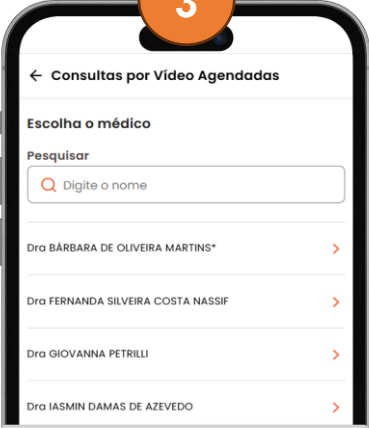 3
← Consultas por Vídeo Agendadas
Escolha o médico
Pesquisar
Digite o nome
Dra BÁRBARA DE OLIVEIRA MARTINS*
Dra FERNANDA SILVEIRA COSTA NASSIF
Dra GIOVANNA PETRILLI
Dra IASMIN DAMAS DE AZEVEDO